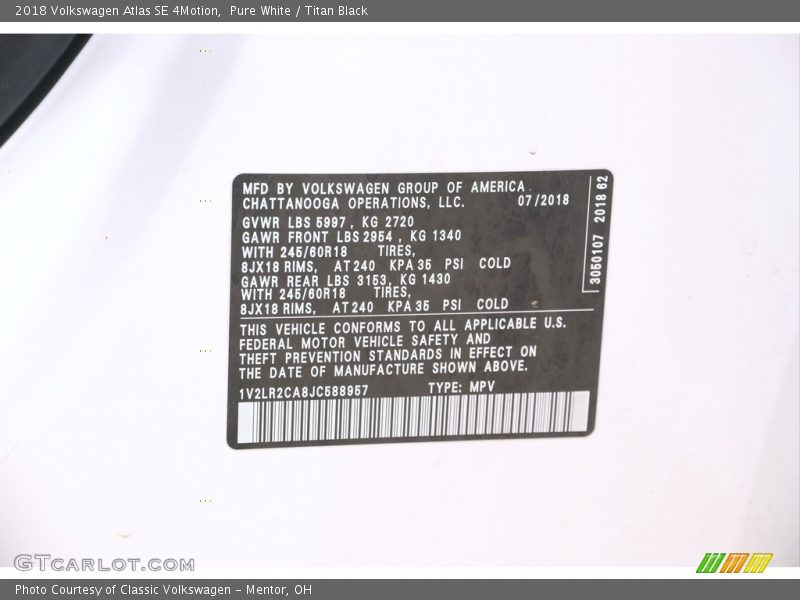 2018 Volkswagen Atlas SE 4Motion, Pure White / Titan Black
MFD BY VOLKSWAGEN GROUP OF AMERICA
CHATTANOOGA OPERATIONS, LLC. 07/2018
GVWR LBS 5997 , KG 2720
GAWR FRONT LBS 2954 , KG 1340
WITH 245/60R18 TIRES,
8JX18 RIMS, AT 240 KPA 35 PSI COLD
GAWR REAR LBS 3153, KG 1430
WITH 245/60R18 TIRES,
8JX18 RIMS, AT 240 KPA 35 PSI COLD
THIS VEHICLE CONFORMS TO ALL APPLICABLE U.S.
FEDERAL MOTOR VEHICLE SAFETY AND
THEFT PREVENTION STANDARDS IN EFFECT ON
THE DATE OF MANUFACTURE SHOWN ABOVE.
1V2LR2CA8JC588957 TYPE: MPV
3050107 2018 62
GTCARLOT.COM
Photo Courtesy of Classic Volkswagen - Mentor, OH